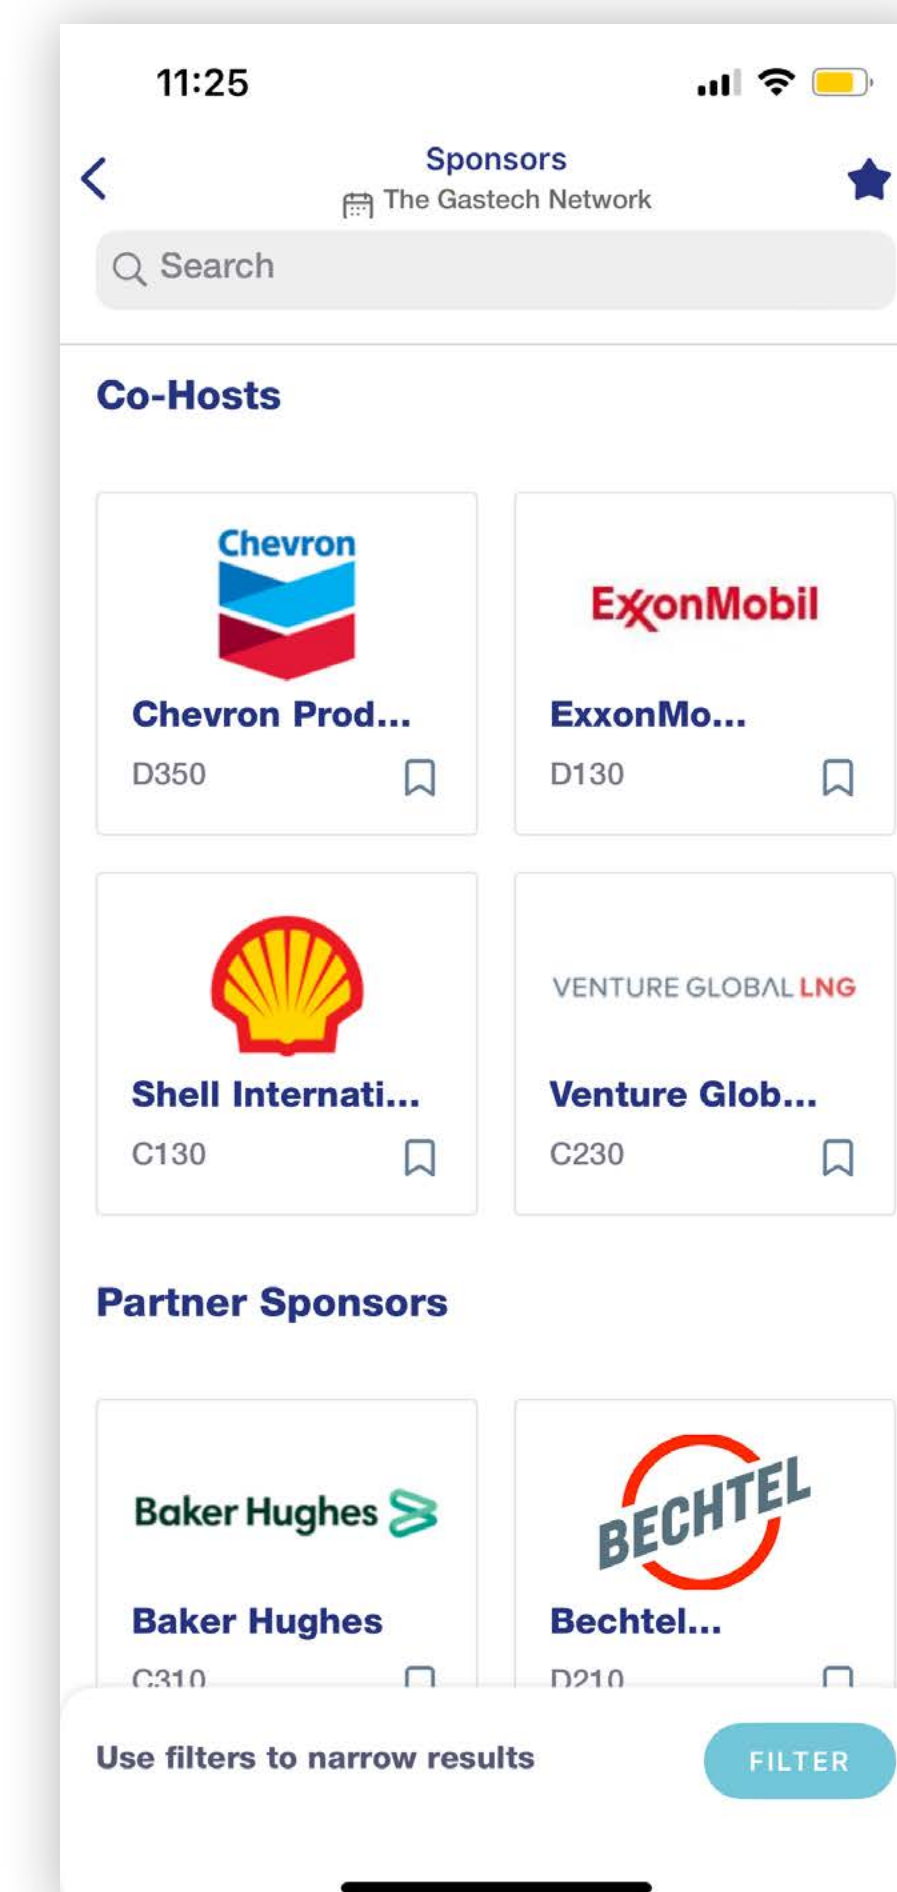 11:25
Sponsors
The Gastech Network
Search
Co-Hosts
Chevron
ExxonMobil
Chevron Prod...
ExxonMo...
D350
D130
VENTURE GLOBAL LNG
Shell Internati...
Venture Glob...
C130
C230
Partner Sponsors
Baker Hughes
BECHTEL
Baker Hughes
Bechtel...
C310
D210
Use filters to narrow results
FILTER